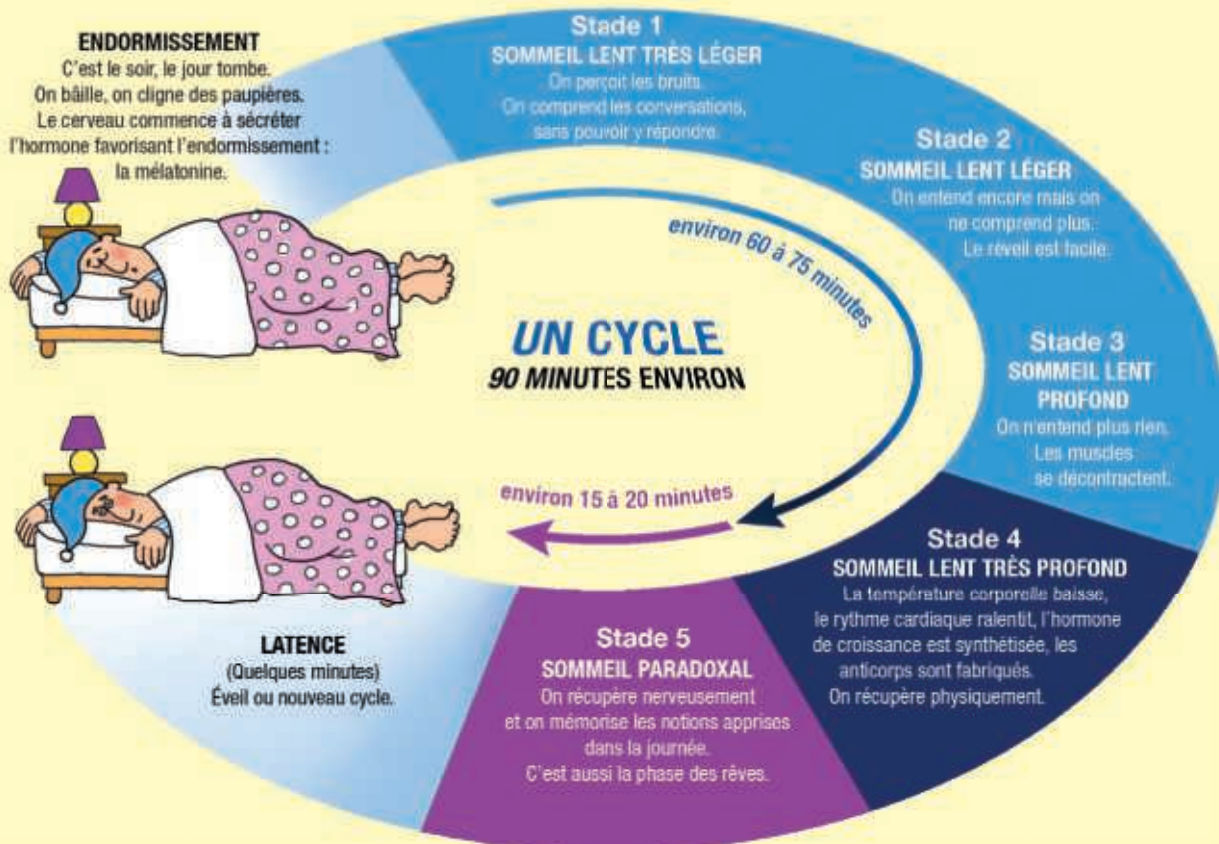 ENDORMISSEMENT
C'est le soir, le jour tombe.
On bâille, on cligne des paupières.
Le cerveau commence à sécréter
l'hormone favorisant l'endormissement :
la mélatonine.
Stade 1
SOMMEIL LENT TRÈS LÉGER
On perçoit les bruits.
On comprend les conversations,
sans pouvoir y répondre.
Stade 2
SOMMEIL LENT LÉGER
On entend encore mais on
ne comprend plus.
Le réveil est facile.
Stade 3
SOMMEIL LENT
PROFOND
On n'entend plus rien.
Les muscles
se décontractent.
Stade 4
SOMMEIL LENT TRÈS PROFOND
La température corporelle baisse,
le rythme cardiaque ralentit, l'hormone
de croissance est synthétisée, les
anticorps sont fabriqués.
On récupère physiquement.
Stade 5
SOMMEIL PARADOXAL
On récupère nerveusement
et on mémorise les notions apprises
dans la journée.
C'est aussi la phase des rêves.
LATENCE
(Quelques minutes)
Éveil ou nouveau cycle.
environ 60 à 75 minutes
UN CYCLE
90 MINUTES ENVIRON
environ 15 à 20 minutes